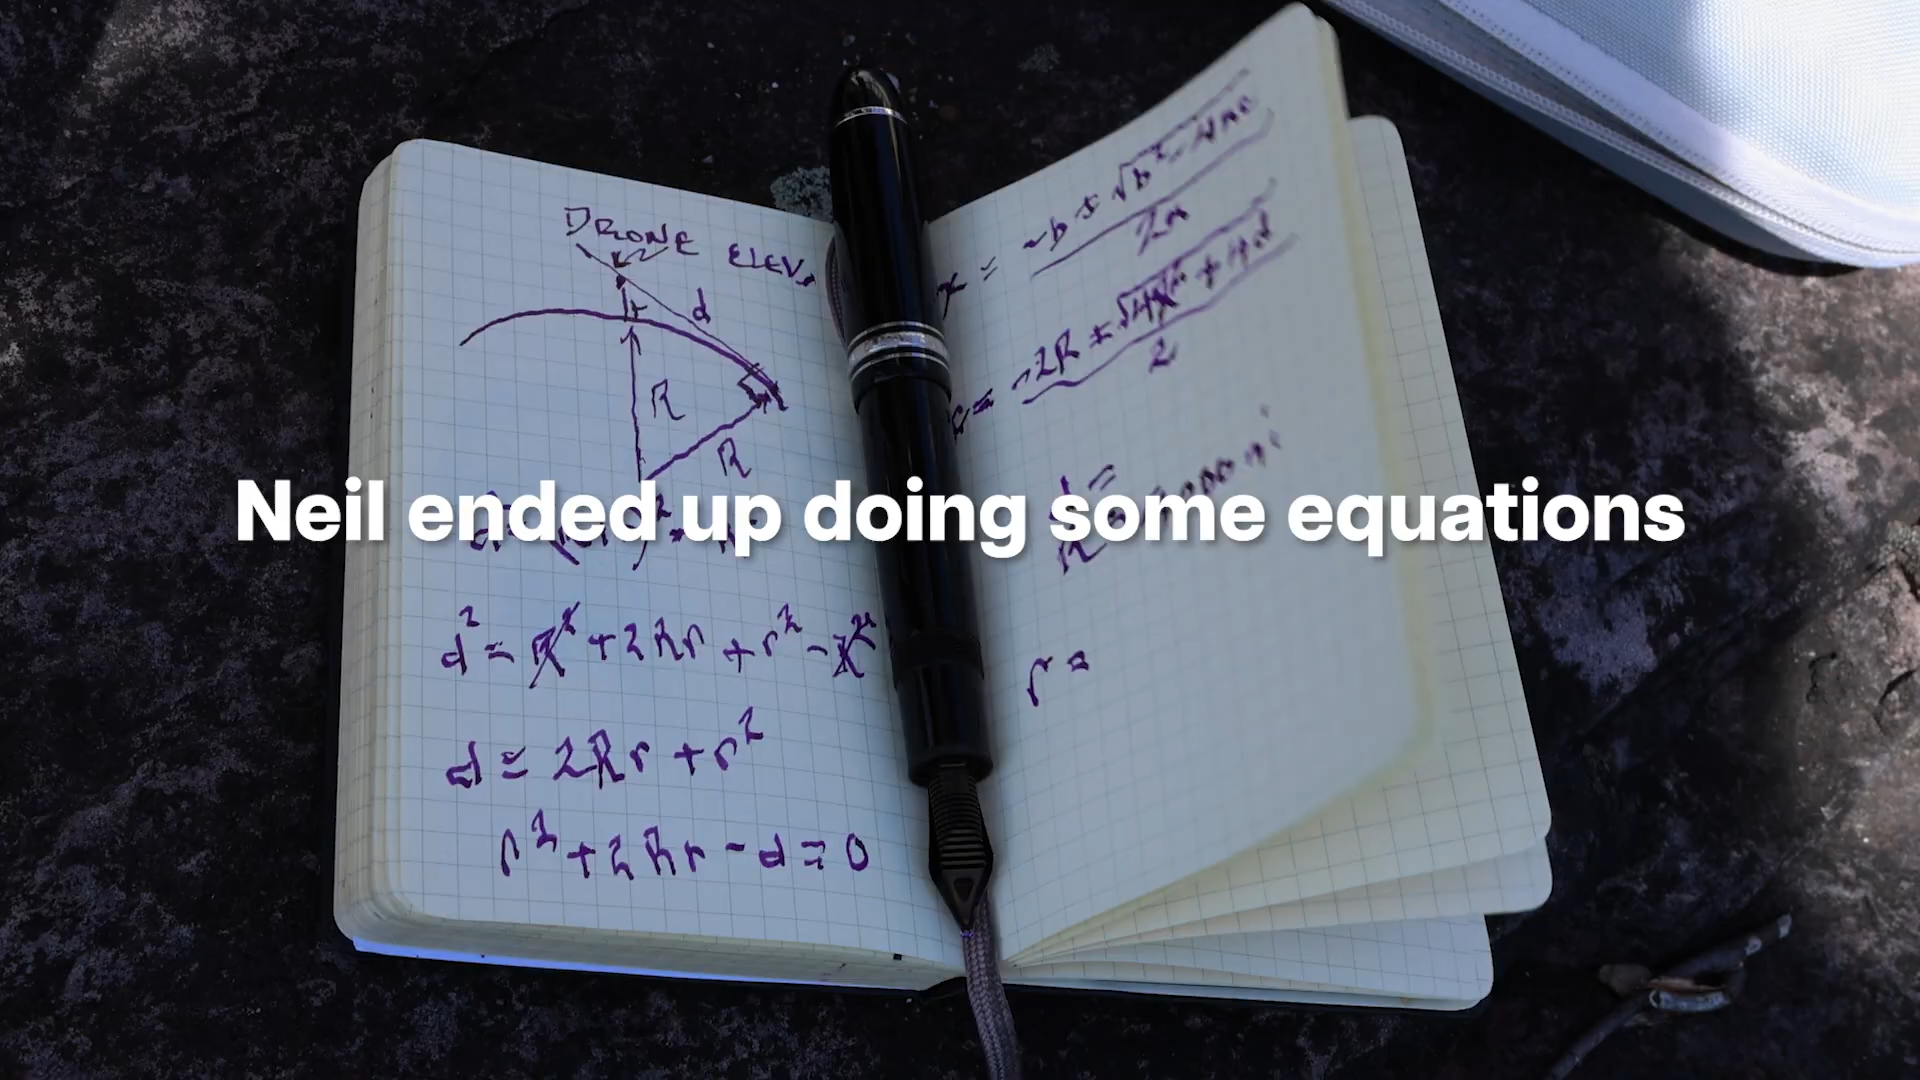 DRONE ELEV.
r
d
R
R
Neil ended up doing some equations
d² = R² + 2Rr + r² - R²
d = 2Rr + r²
r² + 2Rr - d = 0
x = -b ± √b² - 4ac
2a
-2R ± √4R² + 4d
2
d =
r =